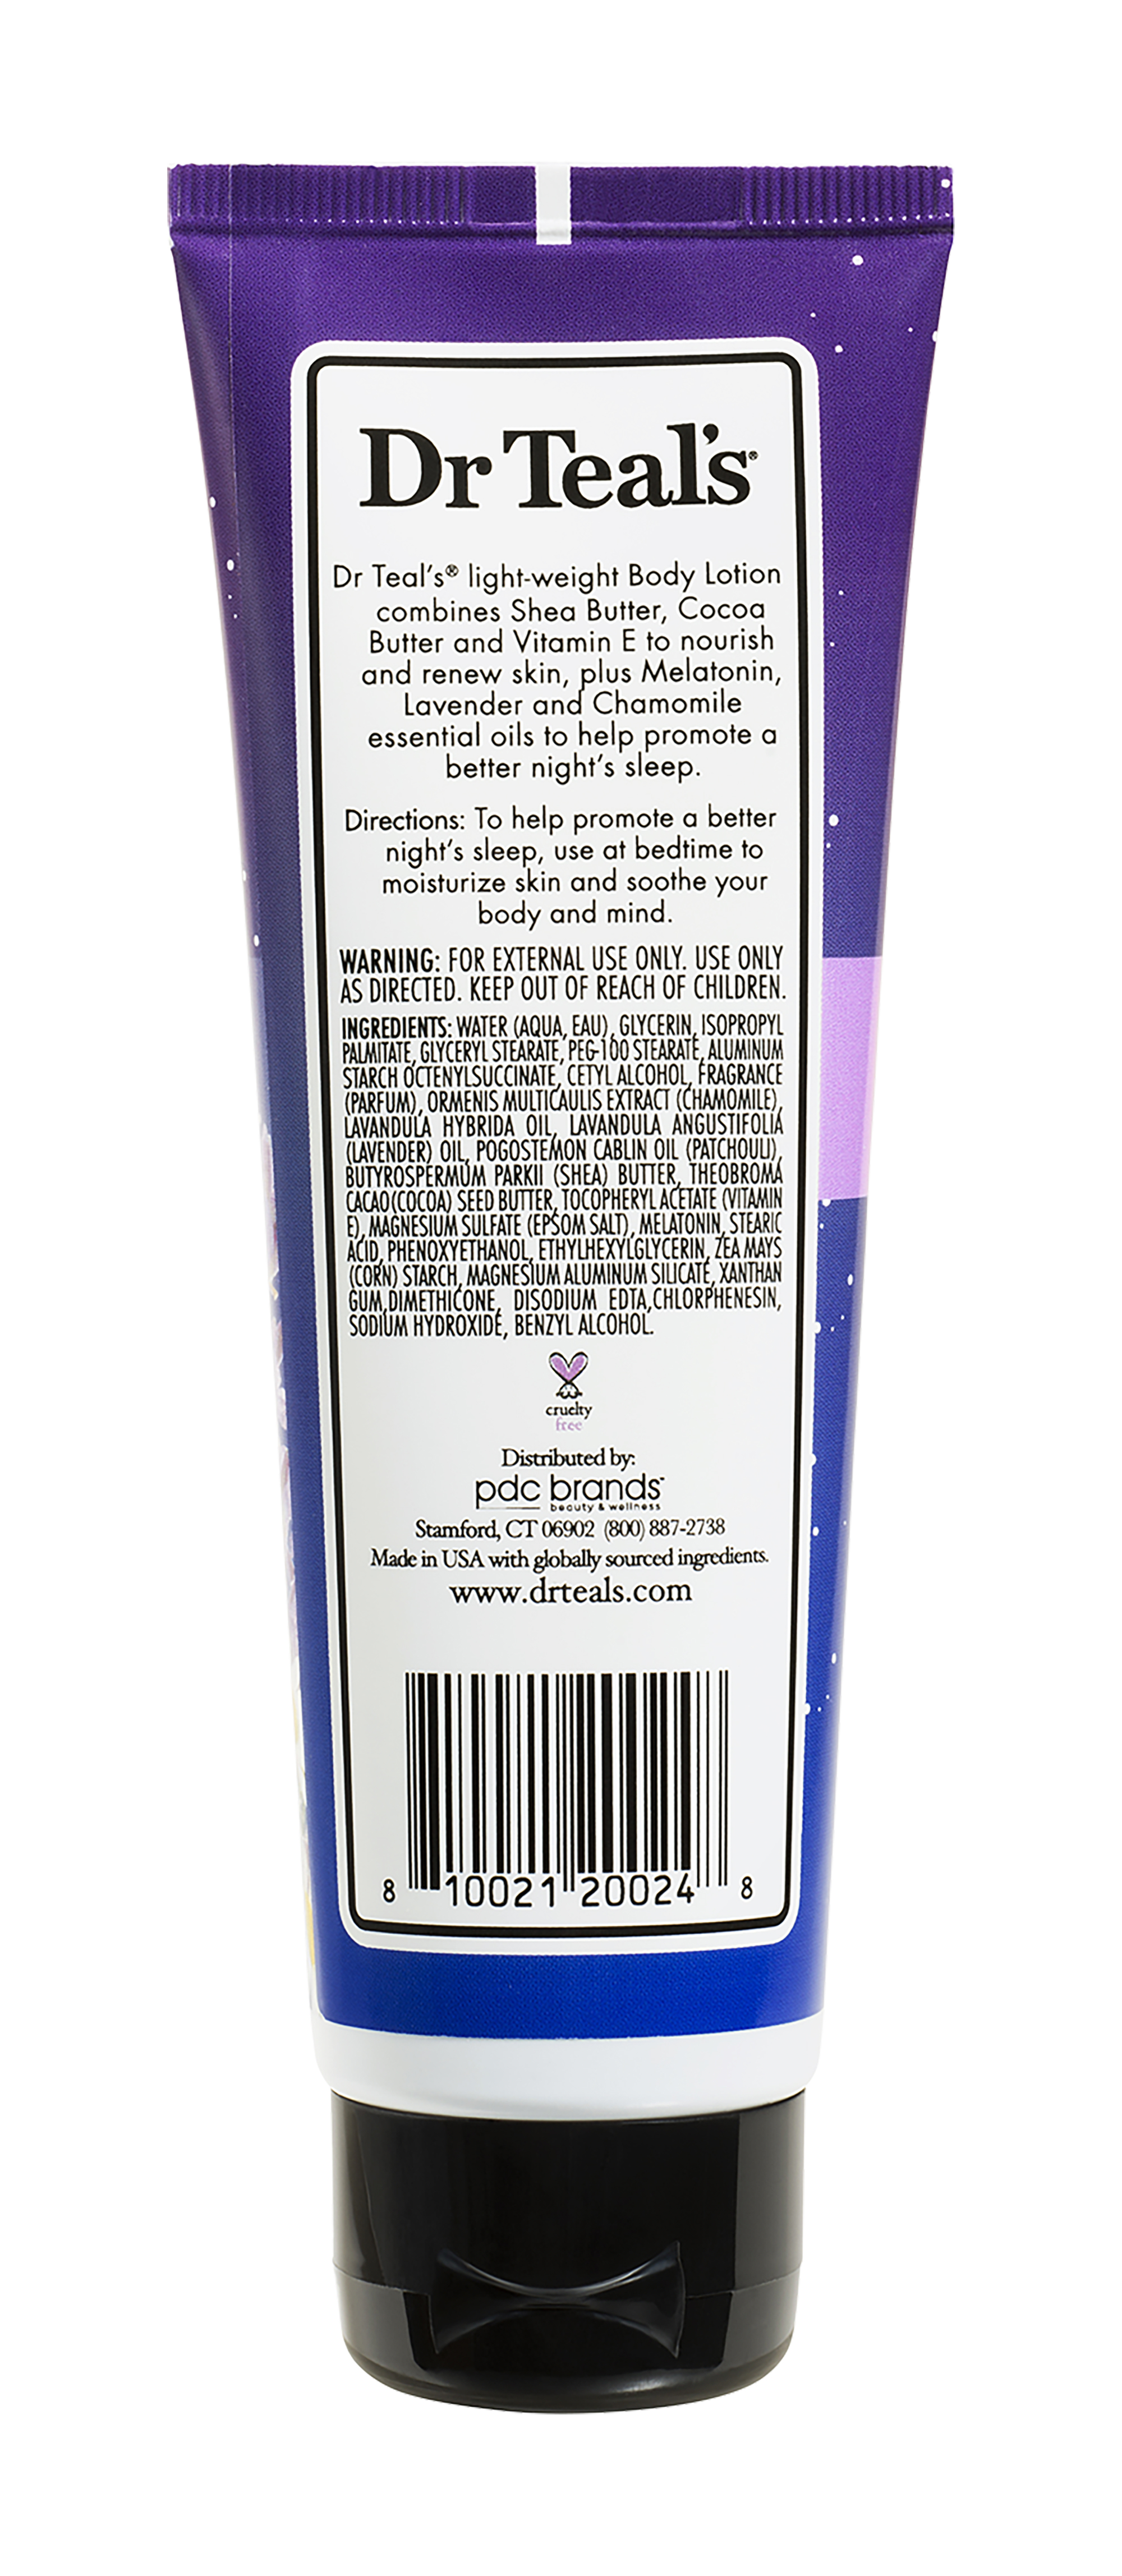 Dr Teal's®
Dr Teal's® light-weight Body Lotion
combines Shea Butter, Cocoa
Butter and Vitamin E to nourish
and renew skin, plus Melatonin,
Lavender and Chamomile
essential oils to help promote a
better night's sleep.
Directions: To help promote a better
night's sleep, use at bedtime to
moisturize skin and soothe your
body and mind.
WARNING: FOR EXTERNAL USE ONLY. USE ONLY
AS DIRECTED. KEEP OUT OF REACH OF CHILDREN.
INGREDIENTS: WATER (AQUA, EAU), GLYCERIN, ISOPROPYL
PALMITATE, GLYCERYL STEARATE, PEG-100 STEARATE, ALUMINUM
STARCH OCTENYLSUCCINATE, CETYL ALCOHOL, FRAGRANCE
(PARFUM), ORMENIS MULTICAULIS EXTRACT (CHAMOMILE),
LAVANDULA HYBRIDA OIL, LAVANDULA ANGUSTIFOLIA
(LAVENDER) OIL, POGOSTEMON CABLIN OIL (PATCHOULI),
BUTYROSPERMUM PARKII (SHEA) BUTTER, THEOBROMA
CACAO (COCOA) SEED BUTTER, TOCOPHERYL ACETATE (VITAMIN
E), MAGNESIUM SULFATE (EPSOM SALT), MELATONIN, STEARIC
ACID, PHENOXYETHANOL, ETHYLHEXYLGLYCERIN, ZEA MAYS
(CORN) STARCH, MAGNESIUM ALUMINUM SILICATE, XANTHAN
GUM,DIMETHICONE, DISODIUM EDTA,CHLORPHENESIN,
SODIUM HYDROXIDE, BENZYL ALCOHOL.
cruelty
free
Distributed by:
pdc brands™
beauty & wellness
Stamford, CT 06902 (800) 887-2738
Made in USA with globally sourced ingredients.
www.drteals.com
8 10021 20024 8